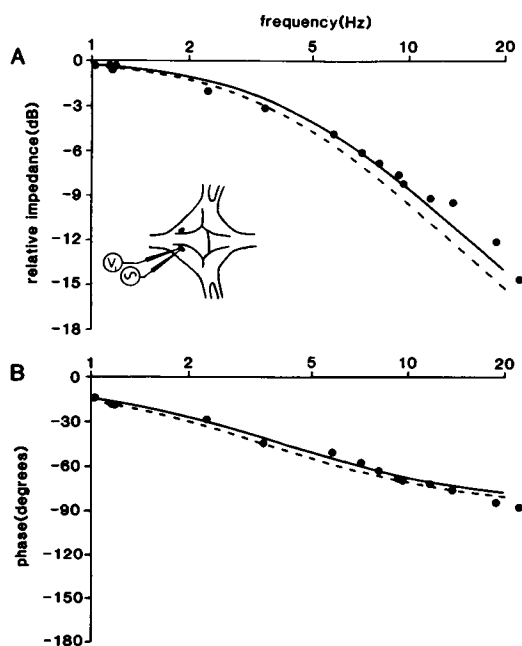 frequency(Hz)
1 2 5 10 20
A
relative impedance(dB)
0
-3
-6
-9
-12
-15
-18
V₁
S
B
1 2 5 10 20
phase(degrees)
0
-30
-60
-90
-120
-150
-180